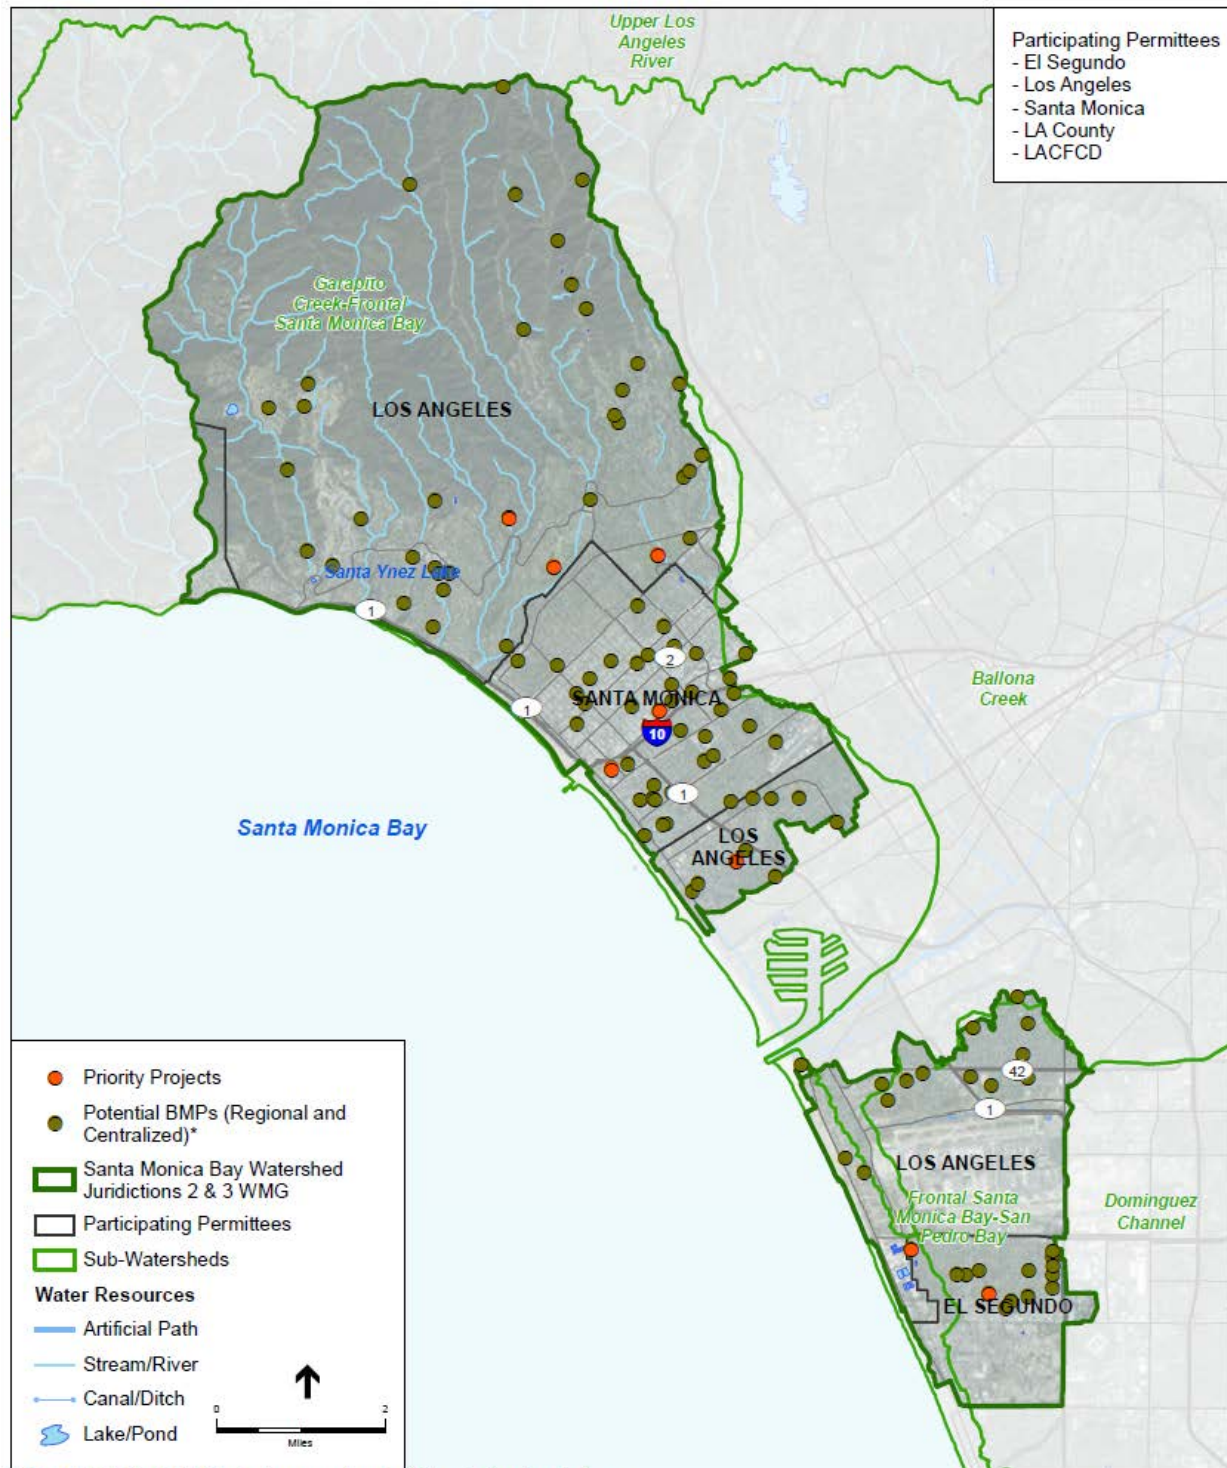 Upper Los
Angeles
River
Participating Permittees
- El Segundo
- Los Angeles
- Santa Monica
- LA County
- LACFCD
Garapito
Creek-Frontal
Santa Monica Bay
LOS ANGELES
Santa Ynez Lake
1
2
Ballona
Creek
SANTA MONICA
1
10
1
Santa Monica Bay
LOS
ANGELES
42
1
LOS ANGELES
Frontal Santa
Monica Bay-San
Pedro Bay
Dominguez
Channel
EL SEGUNDO
Priority Projects
Potential BMPs (Regional and
Centralized)*
Santa Monica Bay Watershed
Juridictions 2 & 3 WMG
Participating Permittees
Sub-Watersheds
Water Resources
Artificial Path
Stream/River
Canal/Ditch
Lake/Pond
0 2
Miles